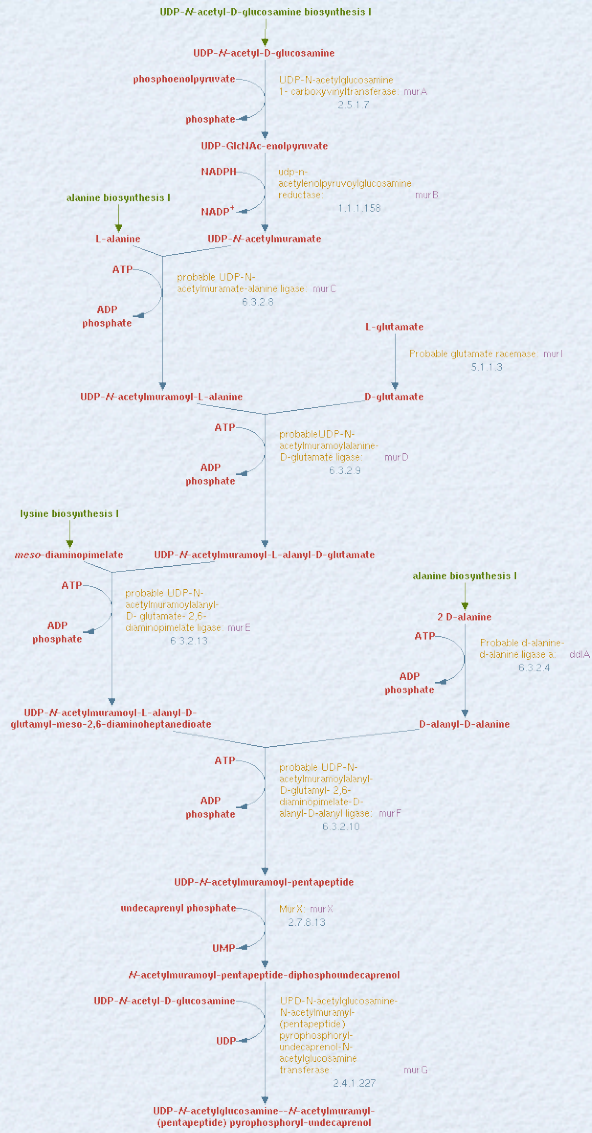 UDP-N-acetyl-D-glucosamine biosynthesis I
UDP-N-acetyl-D-glucosamine
phosphoenolpyruvate
UDP-N-acetylglucosamine
1- carboxyvinyltransferase: murA
2.5.1.7
phosphate
UDP-GlcNAc-enolpyruvate
NADPH
udp-n-
acetylenolpyruvoylglucosamine
reductase: murB
1.1.1.158
NADP+
alanine biosynthesis I
L-alanine
UDP-N-acetylmuramate
ATP
probable UDP-N-
acetylmuramate-alanine ligase: murC
6.3.2.8
ADP
phosphate
L-glutamate
Probable glutamate racemase: murI
5.1.1.3
UDP-N-acetylmuramoyl-L-alanine
D-glutamate
ATP
probableUDP-N-
acetylmuramoylalanine-
D-glutamate ligase: murD
6.3.2.9
ADP
phosphate
lysine biosynthesis I
meso-diaminopimelate
UDP-N-acetylmuramoyl-L-alanyl-D-glutamate
ATP
probable UDP-N-
acetylmuramoylalanyl-
D- glutamate- 2,6-
diaminopimelate ligase: murE
6.3.2.13
ADP
phosphate
alanine biosynthesis I
2 D-alanine
ATP
Probable d-alanine-
d-alanine ligase a: ddlA
6.3.2.4
ADP
phosphate
UDP-N-acetylmuramoyl-L-alanyl-D-
glutamyl-meso-2,6-diaminoheptanedioate
D-alanyl-D-alanine
ATP
probable UDP-N-
acetylmuramoylalanyl-
D-glutamyl- 2,6-
diaminopimelate-D-
alanyl-D-alanyl ligase: murF
6.3.2.10
ADP
phosphate
UDP-N-acetylmuramoyl-pentapeptide
undecaprenyl phosphate
MurX: murX
2.7.8.13
UMP
N-acetylmuramoyl-pentapeptide-diphosphoundecaprenol
UDP-N-acetyl-D-glucosamine
UPD-N-acetylglucosamine-
N-acetylmuramyl-
(pentapeptide)
pyrophosphoryl-
undecaprenol-N-
acetylglucosamine
transferase murG
2.4.1.227
UDP
UDP-N-acetylglucosamine--N-acetylmuramyl-
(pentapeptide) pyrophosphoryl-undecaprenol